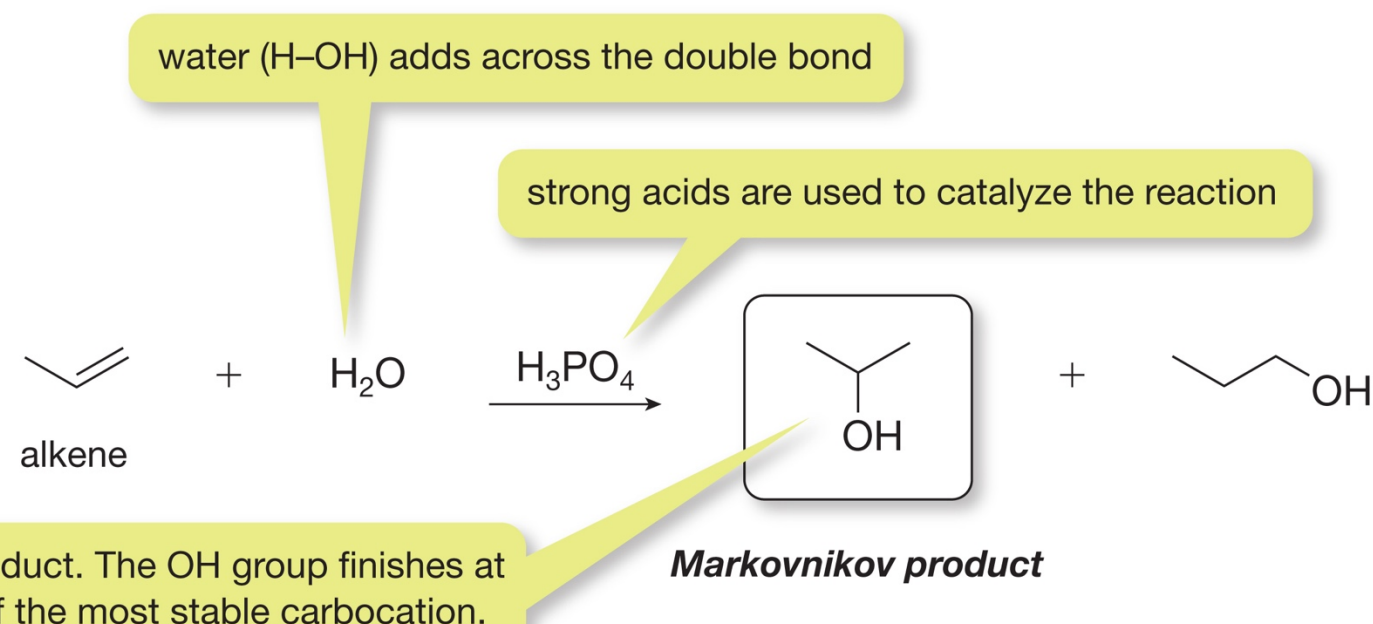 water (H–OH) adds across the double bond
strong acids are used to catalyze the reaction
+ H₂O H₃PO₄ OH + OH
alkene
duct. The OH group finishes at
the most stable carbocation.
Markovnikov product